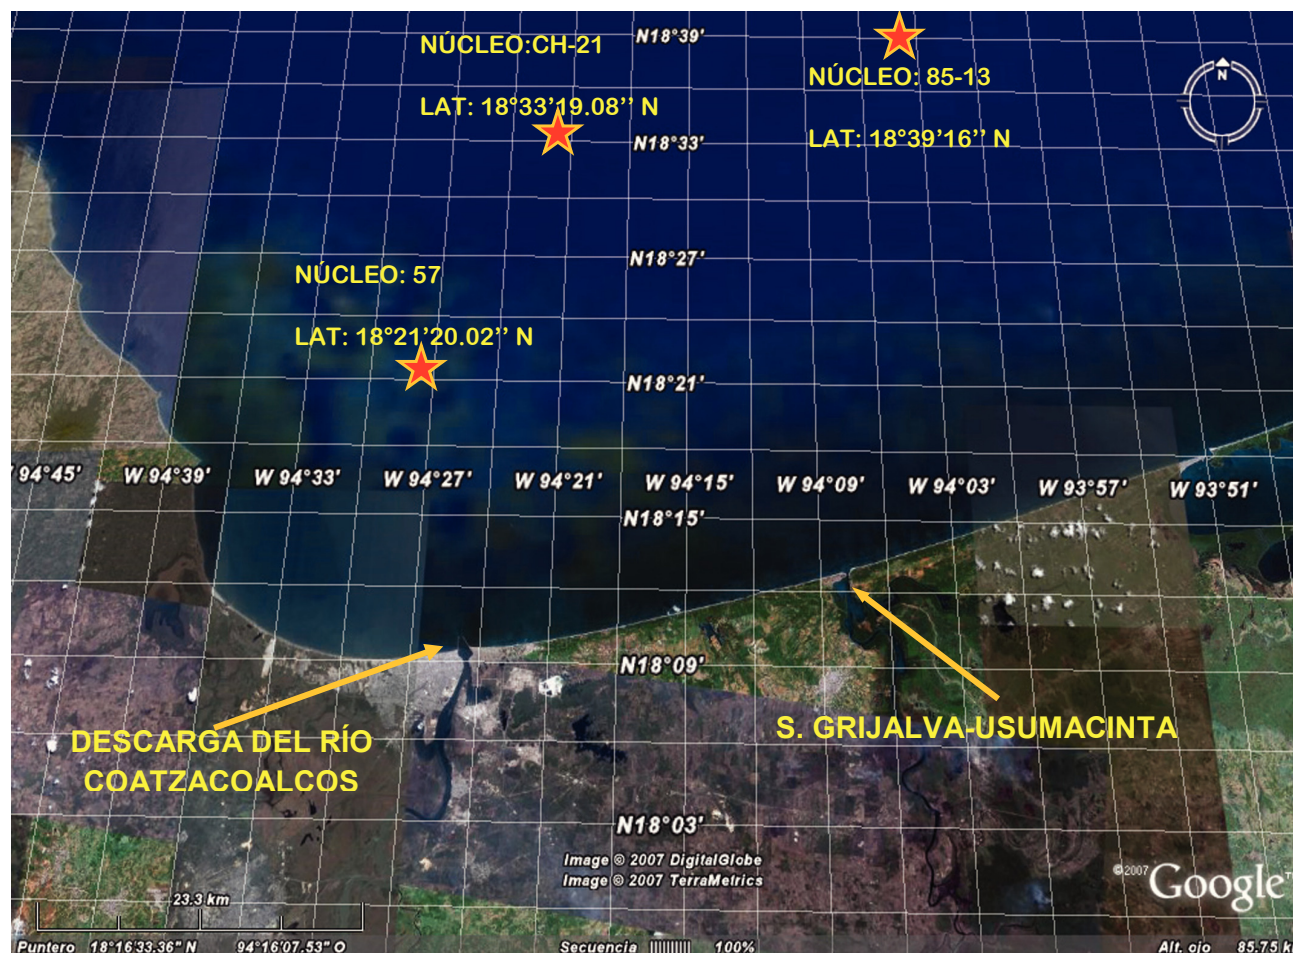 NÚCLEO:CH-21
N18°39'
NÚCLEO: 85-13
N
LAT: 18°33'19.08'' N
LAT: 18°39'16'' N
N18°33'
N18°27'
NÚCLEO: 57
LAT: 18°21'20.02'' N
N18°21'
94°45' W 94°39' W 94°33' W 94°27' W 94°21' W 94°15' W 94°09' W 94°03' W 93°57' W 93°51'
N18°15'
N18°09'
S. GRIJALVA-USUMACINTA
DESCARGA DEL RÍO
COATZACOALCOS
N18°03'
Image © 2007 DigitalGlobe
Image © 2007 TerraMetrics
©2007 Google™
23.3 km
Puntero 18°16'33.36" N 94°16'07.53" O Secuencia 100% Alt. ojo 85.75